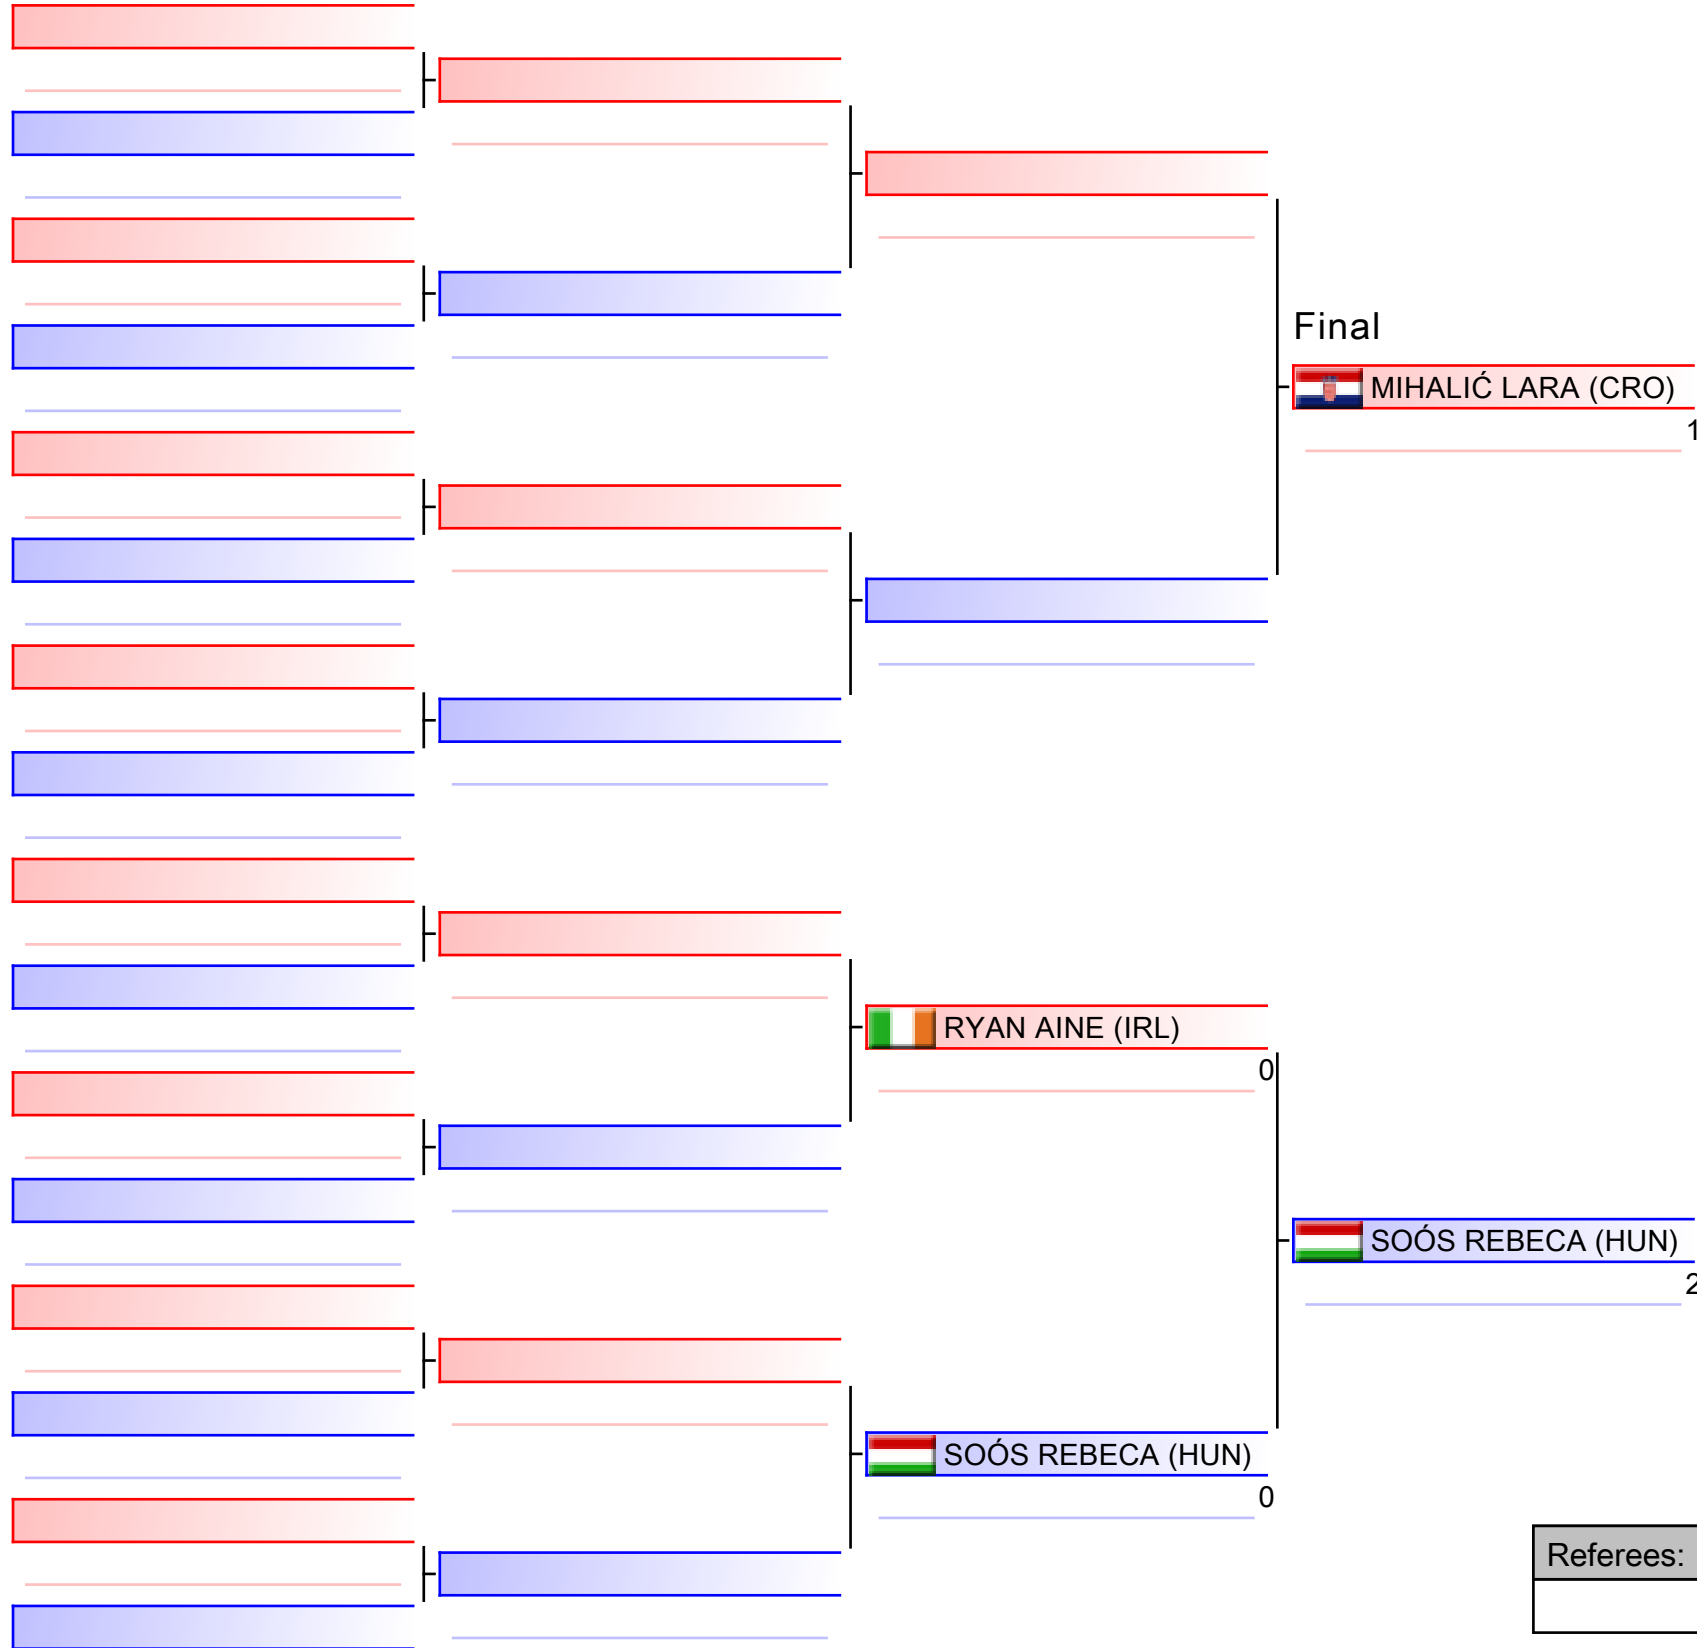 Final
MIHALIĆ LARA (CRO)
1
RYAN AINE (IRL)
0
SOÓS REBECA (HUN)
2
SOÓS REBECA (HUN)
0
Referees: